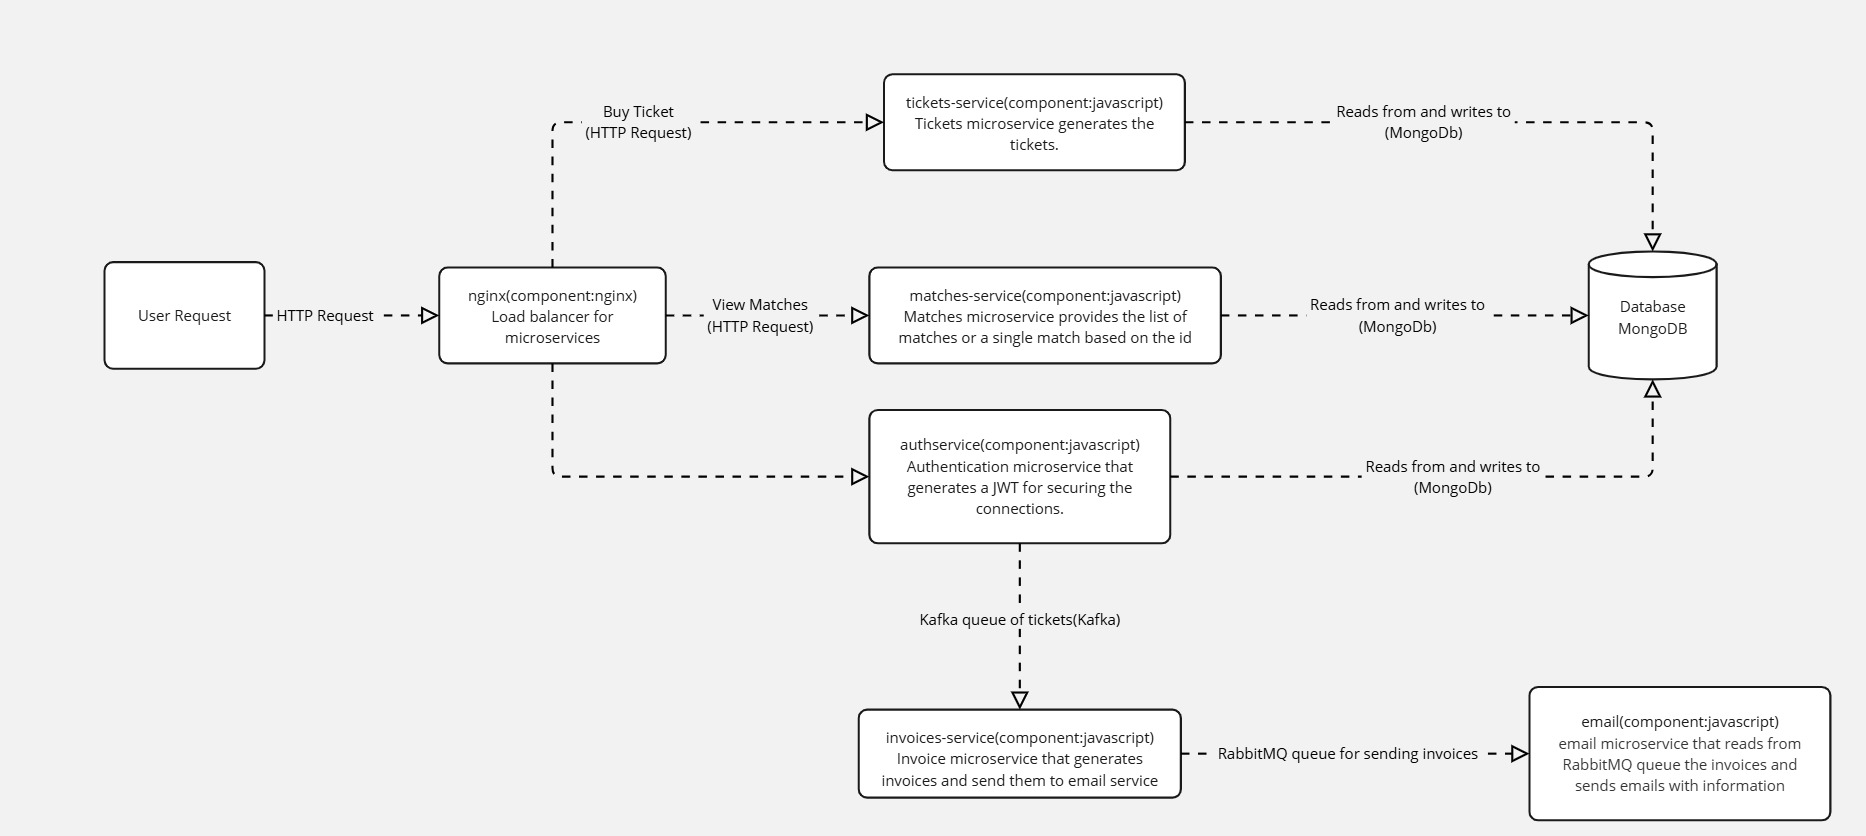 Buy Ticket
(HTTP Request)
tickets-service(component:javascript)
Tickets microservice generates the
tickets.
Reads from and writes to
(MongoDb)
User Request
HTTP Request
nginx(component:nginx)
Load balancer for
microservices
View Matches
(HTTP Request)
matches-service(component:javascript)
Matches microservice provides the list of
matches or a single match based on the id
Reads from and writes to
(MongoDb)
Database
MongoDB
authservice(component:javascript)
Authentication microservice that
generates a JWT for securing the
connections.
Reads from and writes to
(MongoDb)
Kafka queue of tickets(Kafka)
invoices-service(component:javascript)
Invoice microservice that generates
invoices and send them to email service
RabbitMQ queue for sending invoices
email(component:javascript)
email microservice that reads from
RabbitMQ queue the invoices and
sends emails with information